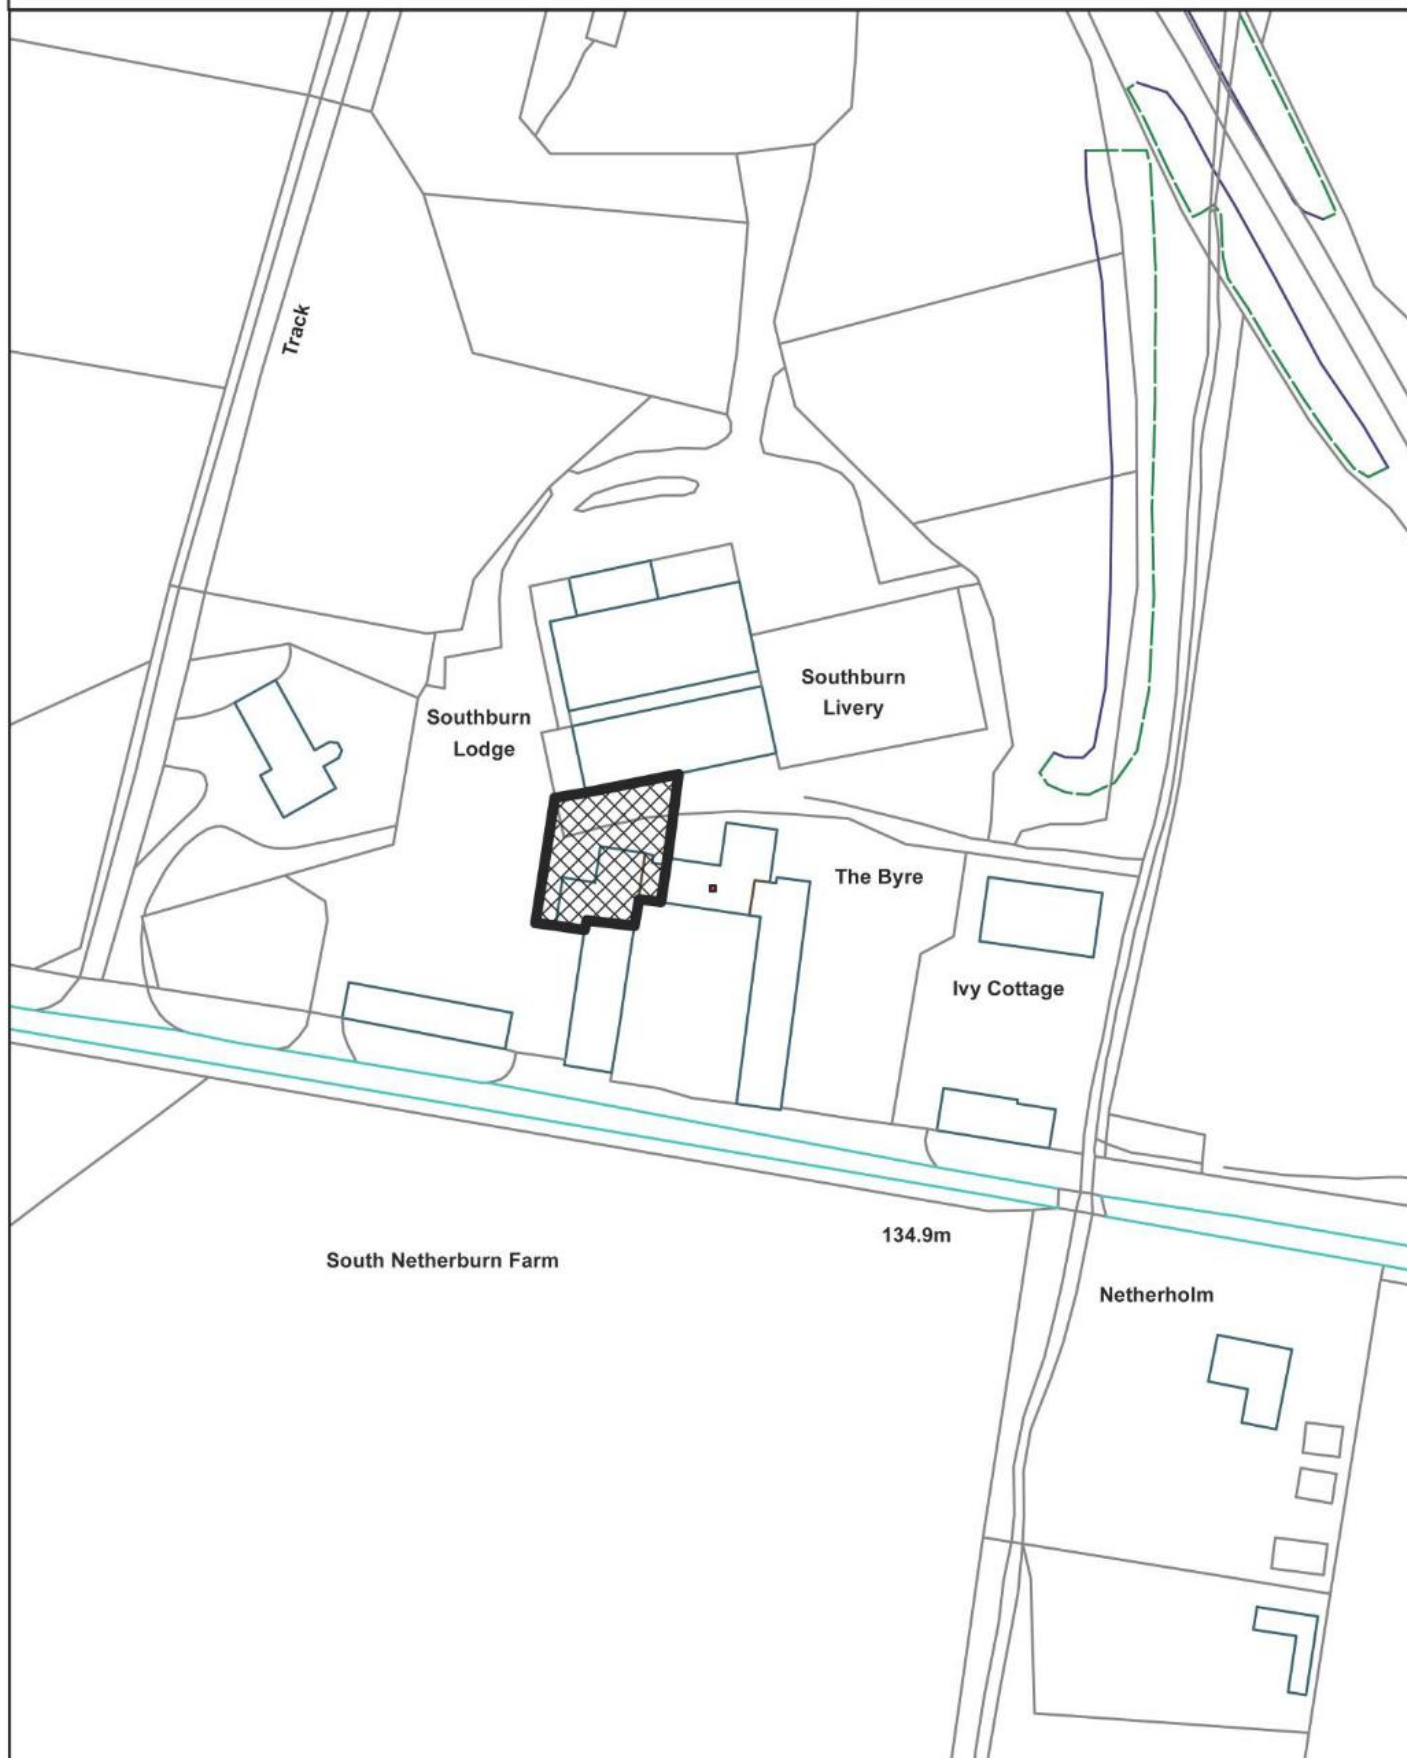 Track
Southburn
Livery
Southburn
Lodge
The Byre
Ivy Cottage
134.9m
South Netherburn Farm
Netherholm